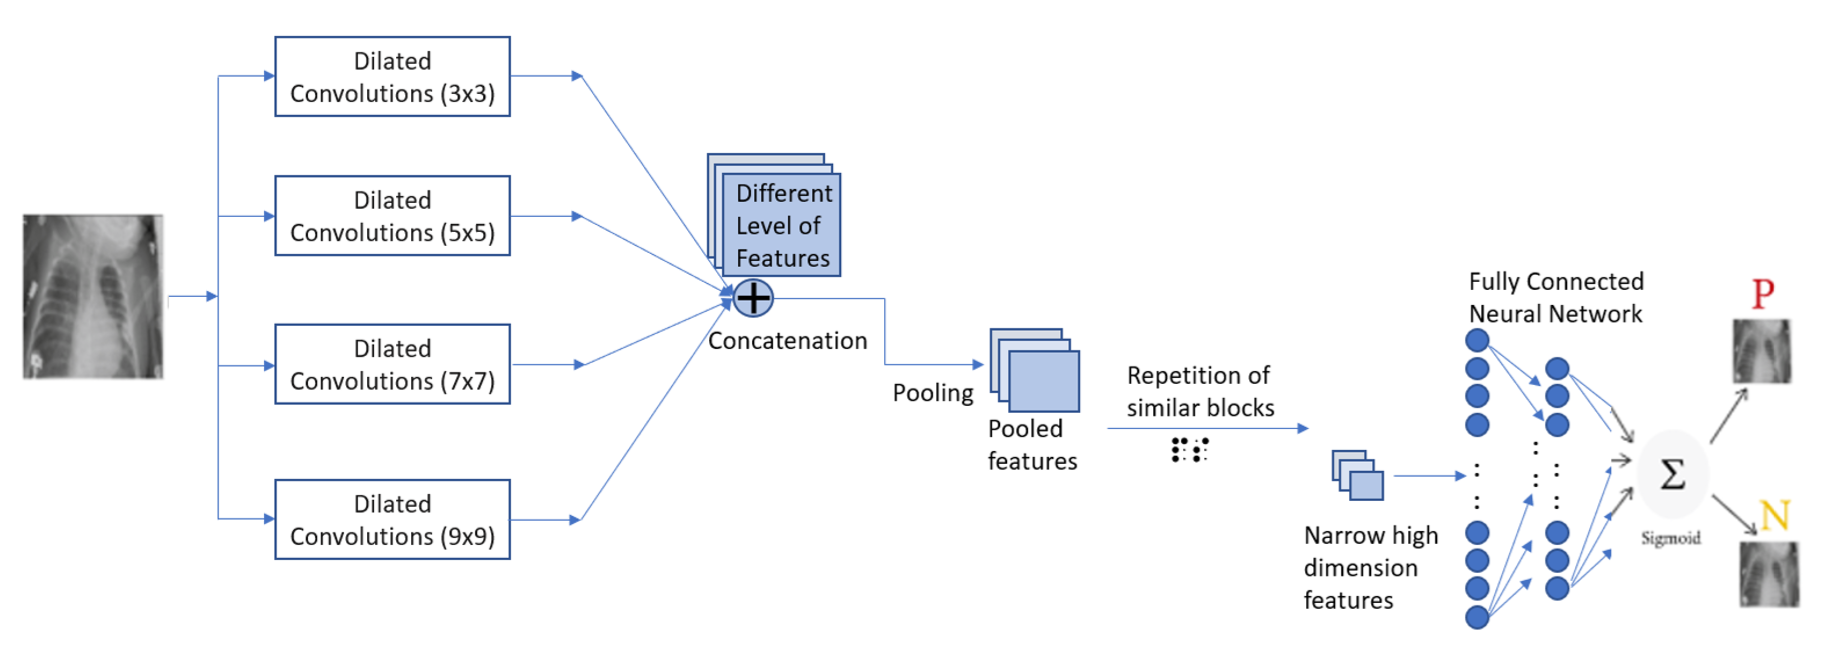 Dilated
Convolutions (3x3)
Dilated
Convolutions (5x5)
Dilated
Convolutions (7x7)
Dilated
Convolutions (9x9)
Different
Level of
Features
+
Concatenation
Pooling
Pooled
features
Repetition of
similar blocks
Narrow high
dimension
features
Fully Connected
Neural Network
Σ
Sigmoid
P
N